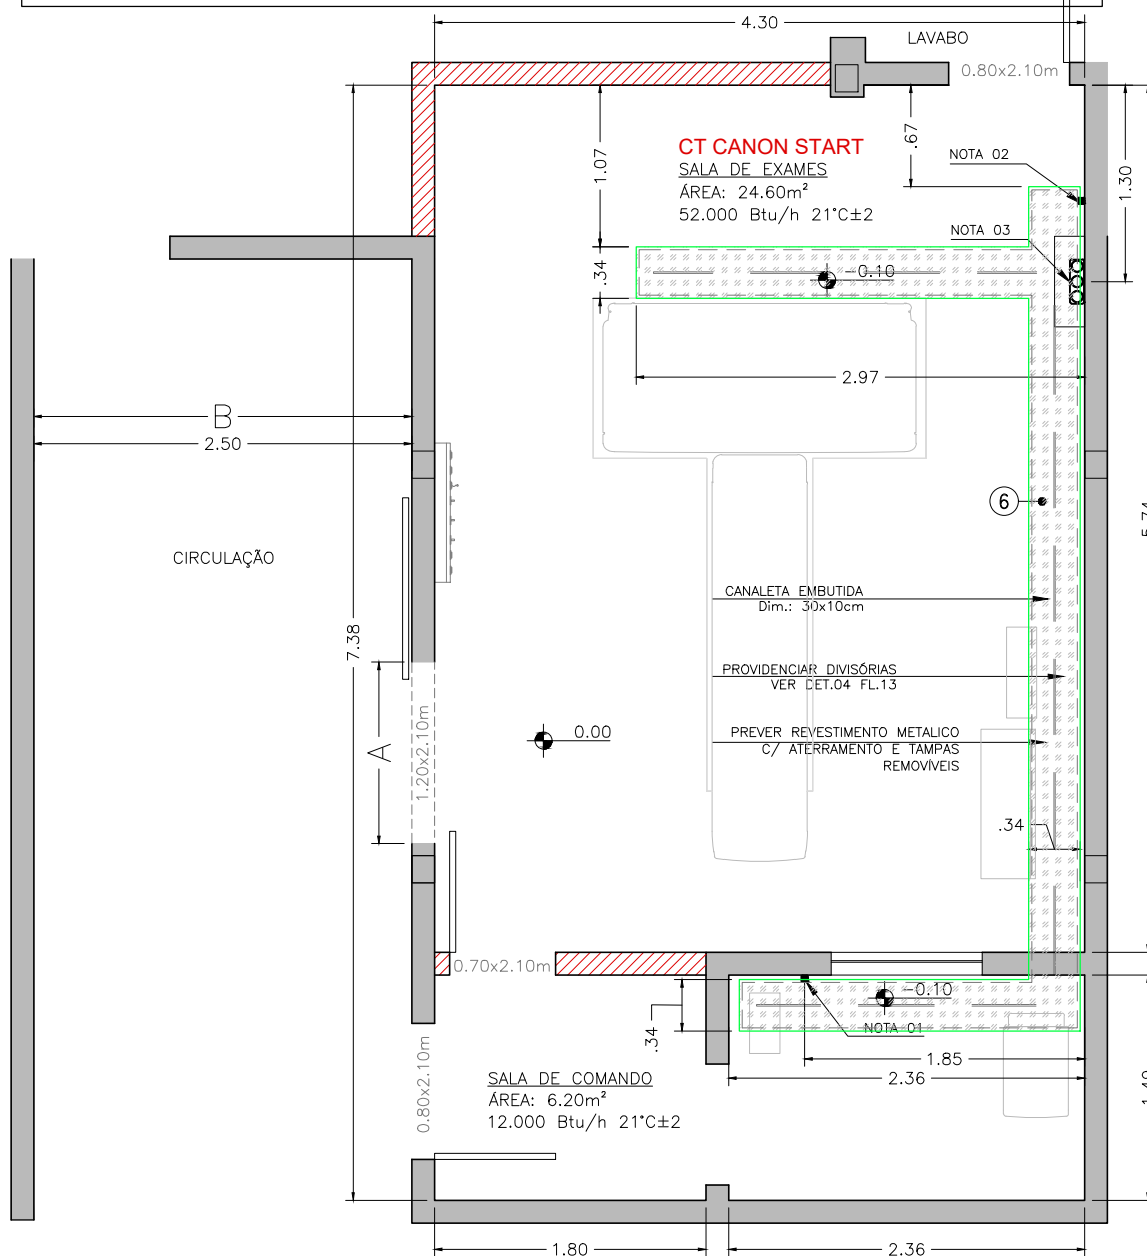 4.30
LAVABO
0.80x2.10m
.67
1.07
CT CANON START
SALA DE EXAMES
ÁREA: 24.60m²
52.000 Btu/h 21°C±2
NOTA 02
1.30
NOTA 03
.34
-0.10
2.97
B
2.50
6
5.74
CIRCULAÇÃO
CANALETA EMBUTIDA
Dim.: 30x10cm
7.38
PROVIDENCIAR DIVISÓRIAS
VER DET.04 FL.13
A
1.20x2.10m
0.00
PREVER REVESTIMENTO METALICO
C/ ATERRAMENTO E TAMPAS
REMOVÍVEIS
.34
0.70x2.10m
-0.10
.34
NOTA 01
1.85
2.36
0.80x2.10m
SALA DE COMANDO
ÁREA: 6.20m²
12.000 Btu/h 21°C±2
1.80
2.36